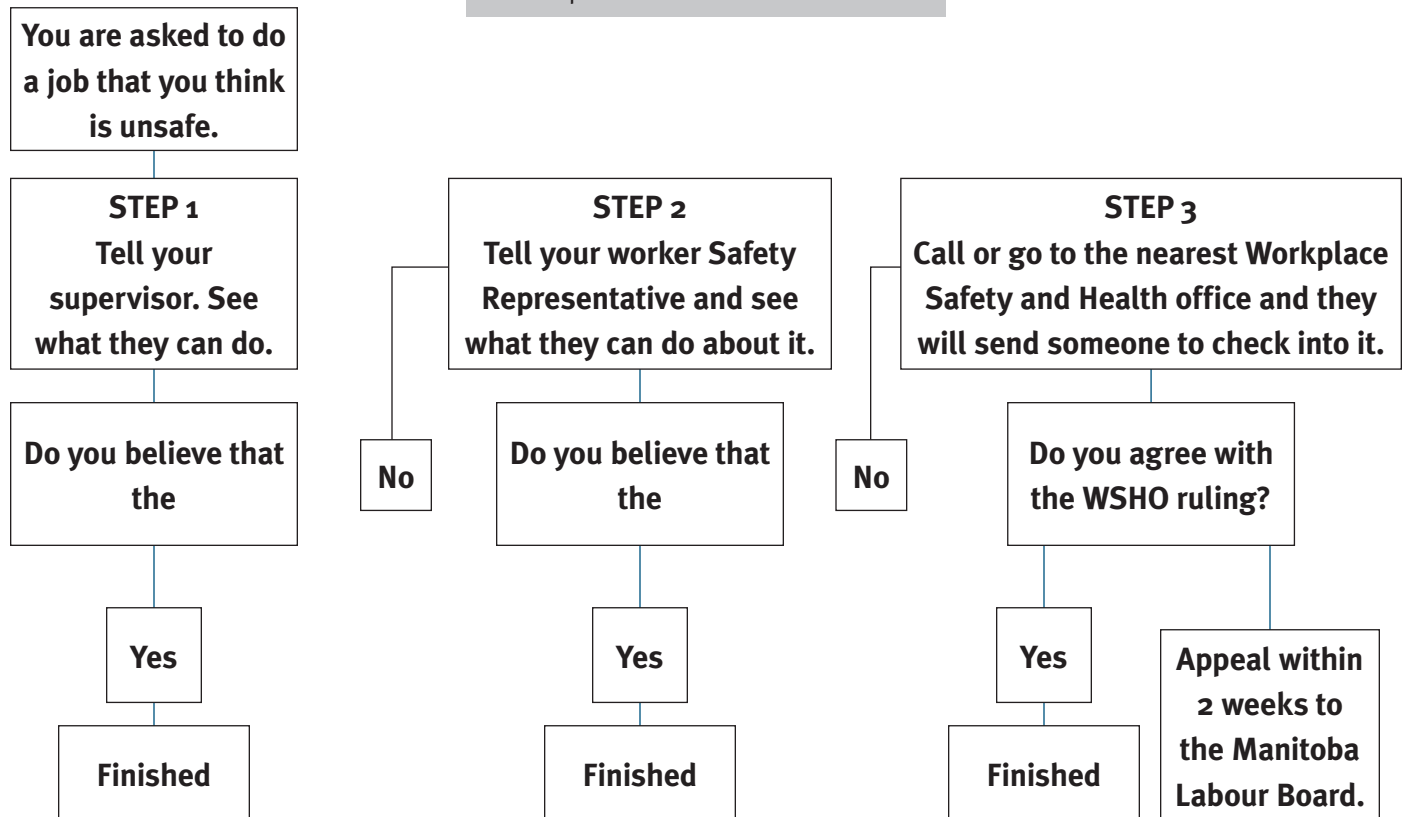 You are asked to do
a job that you think
is unsafe.
STEP 1
Tell your
supervisor. See
what they can do.
Do you believe that
the
Yes
Finished
STEP 2
Tell your worker Safety
Representative and see
what they can do about it.
No
Do you believe that
the
Yes
Finished
STEP 3
Call or go to the nearest Workplace
Safety and Health office and they
will send someone to check into it.
No
Do you agree with
the WSHO ruling?
Yes
Finished
Appeal within
2 weeks to
the Manitoba
Labour Board.